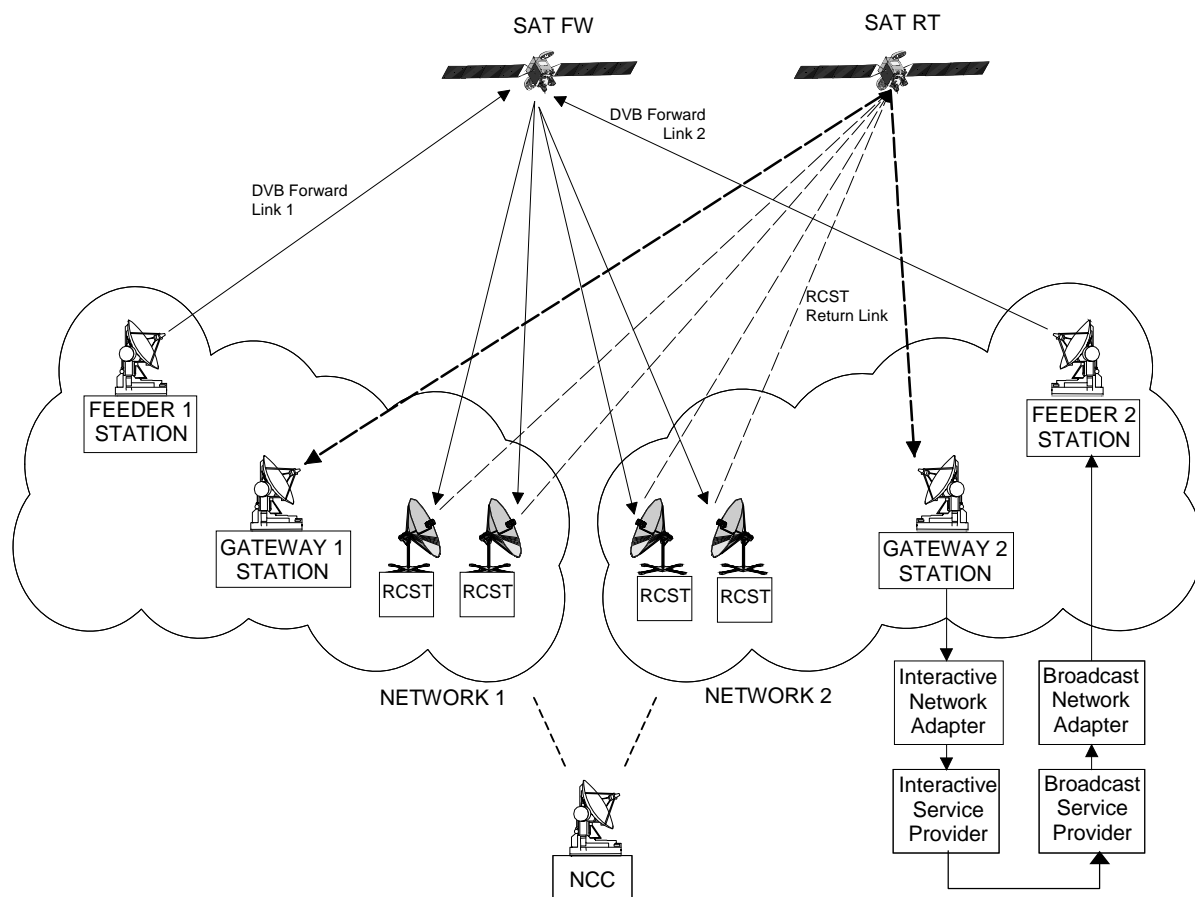 SAT FW
SAT RT
DVB Forward
Link 2
DVB Forward
Link 1
RCST
Return Link
FEEDER 1
STATION
FEEDER 2
STATION
GATEWAY 1
STATION
GATEWAY 2
STATION
RCST
RCST
RCST
RCST
NETWORK 1
NETWORK 2
Interactive
Network
Adapter
Broadcast
Network
Adapter
Interactive
Service
Provider
Broadcast
Service
Provider
NCC